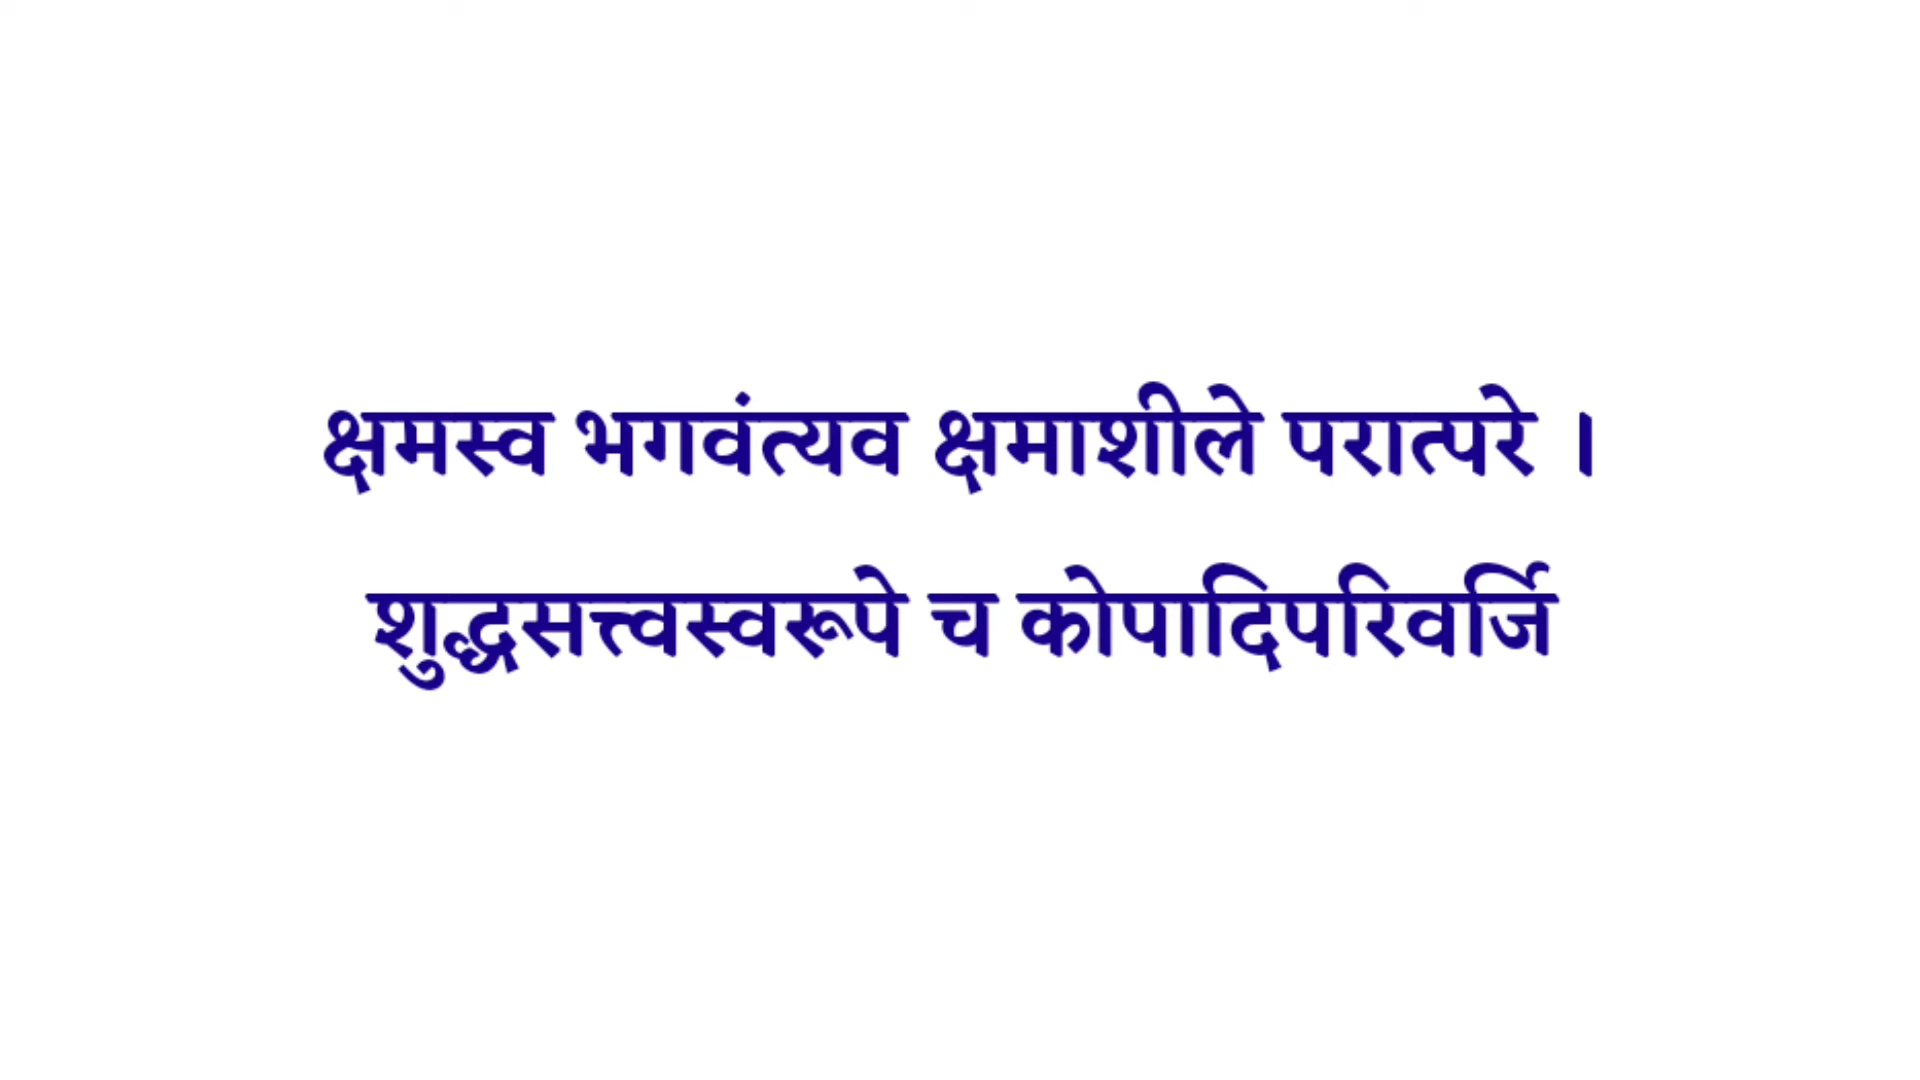 क्षमस्व भगवंत्यव क्षमाशीले परात्परे ।
शुद्धसत्त्वस्वरूपे च कोपादिपरिवर्जि